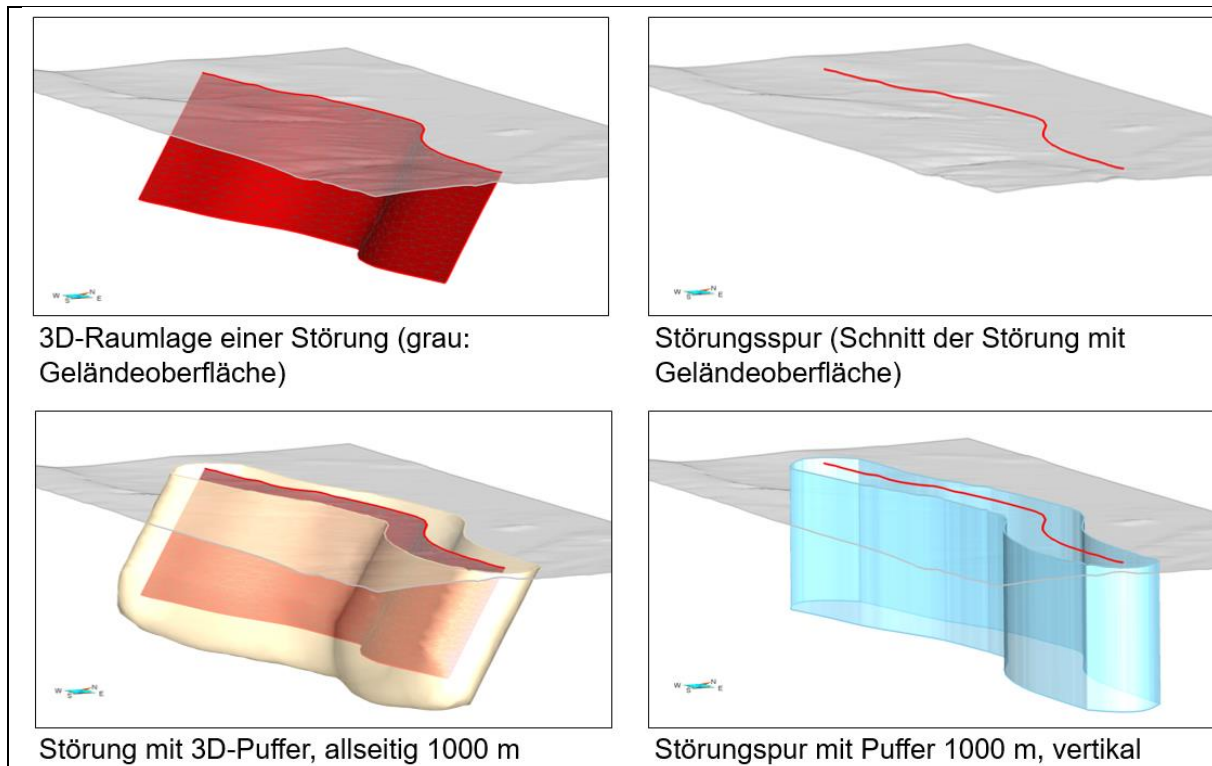 W N
S E
3D-Raumlage einer Störung (grau:
Geländeoberfläche)
W N
S E
Störungsspur (Schnitt der Störung mit
Geländeoberfläche)
W N
S E
Störung mit 3D-Puffer, allseitig 1000 m
W N
S E
Störungspur mit Puffer 1000 m, vertikal